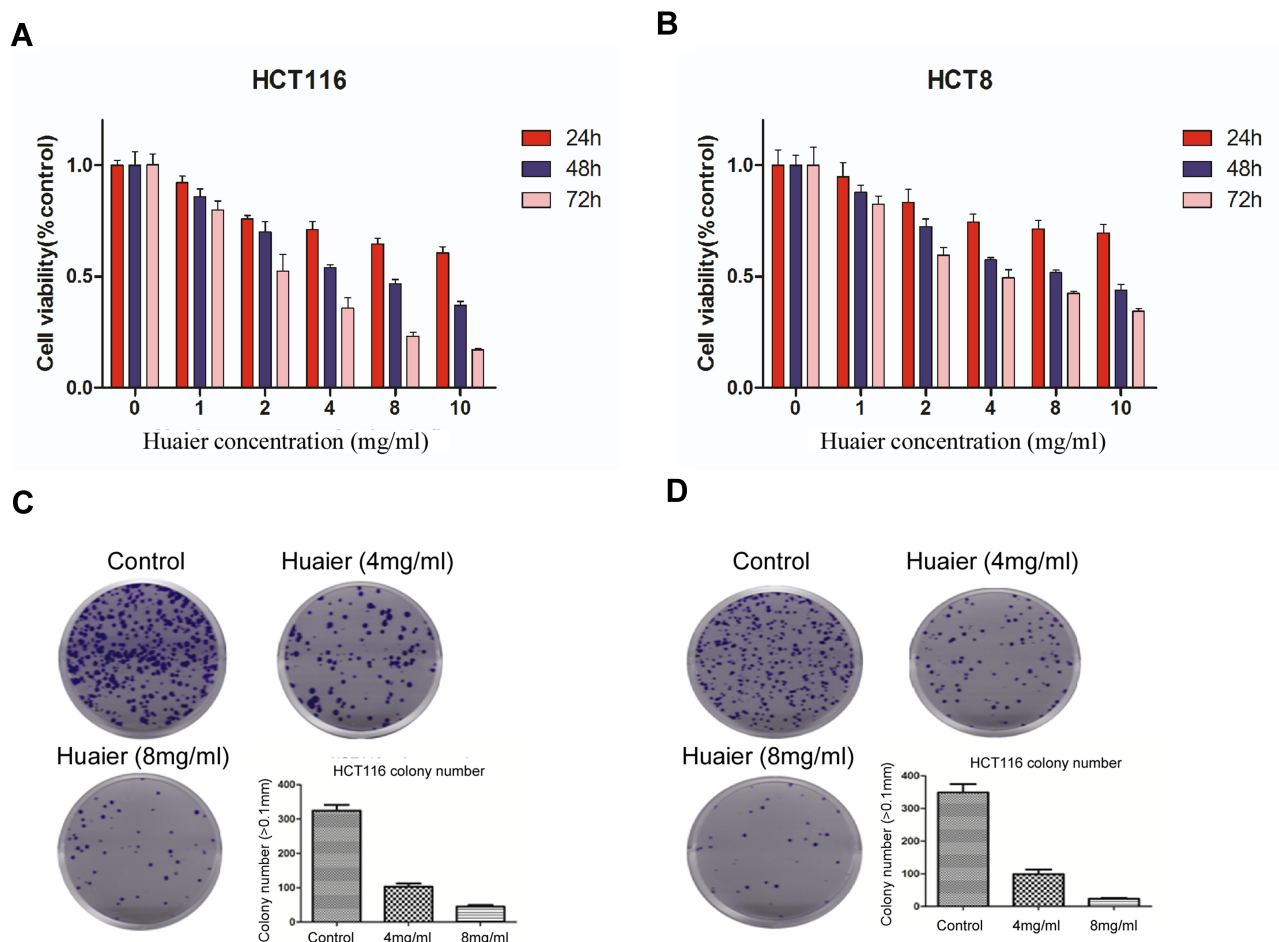 A
HCT116
Cell viability(%control)
1.0
0.5
0.0
0 1 2 4 8 10
Huaier concentration (mg/ml)
24h
48h
72h
B
HCT8
Cell viability(%control)
1.0
0.5
0.0
0 1 2 4 8 10
Huaier concentration (mg/ml)
24h
48h
72h
C
Control
Huaier (4mg/ml)
Huaier (8mg/ml)
HCT116 colony number
Colony number (>0.1mm)
400
300
200
100
0
Control 4mg/ml 8mg/ml
D
Control
Huaier (4mg/ml)
Huaier (8mg/ml)
HCT116 colony number
Colony number (>0.1mm)
400
300
200
100
0
Control 4mg/ml 8mg/ml